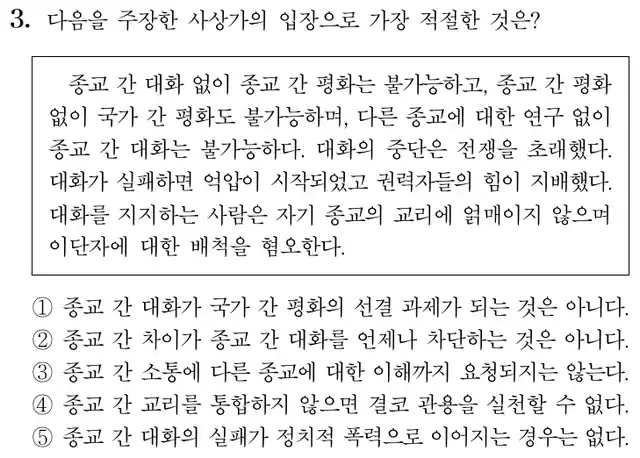 3. 다음을 주장한 사상가의 입장으로 가장 적절한 것은?
종교 간 대화 없이 종교 간 평화는 불가능하고, 종교 간 평화
없이 국가 간 평화도 불가능하며, 다른 종교에 대한 연구 없이
종교 간 대화는 불가능하다. 대화의 중단은 전쟁을 초래했다.
대화가 실패하면 억압이 시작되었고 권력자들의 힘이 지배했다.
대화를 지지하는 사람은 자기 종교의 교리에 얽매이지 않으며
이단자에 대한 배척을 혐오한다.
① 종교 간 대화가 국가 간 평화의 선결 과제가 되는 것은 아니다.
② 종교 간 차이가 종교 간 대화를 언제나 차단하는 것은 아니다.
③ 종교 간 소통에 다른 종교에 대한 이해까지 요청되지는 않는다.
④ 종교 간 교리를 통합하지 않으면 결코 관용을 실천할 수 없다.
⑤ 종교 간 대화의 실패가 정치적 폭력으로 이어지는 경우는 없다.